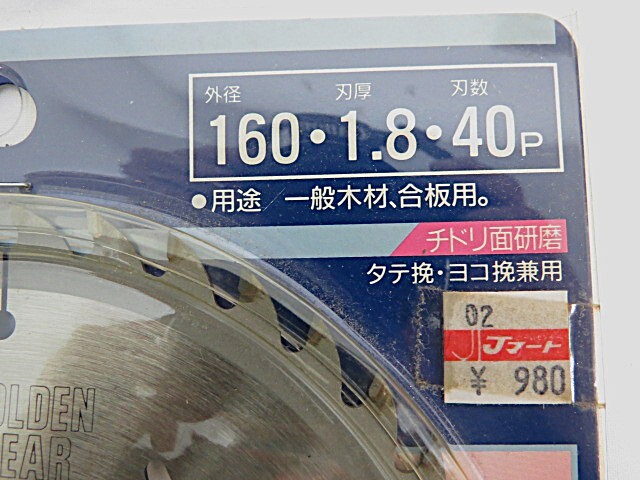 外径 刃厚 刃数
160・1.8・40P
●用途 一般木材、合板用。
チドリ面研磨
タテ挽・ヨコ挽兼用
02
Jマート
¥ 980
OLDEN
EAR